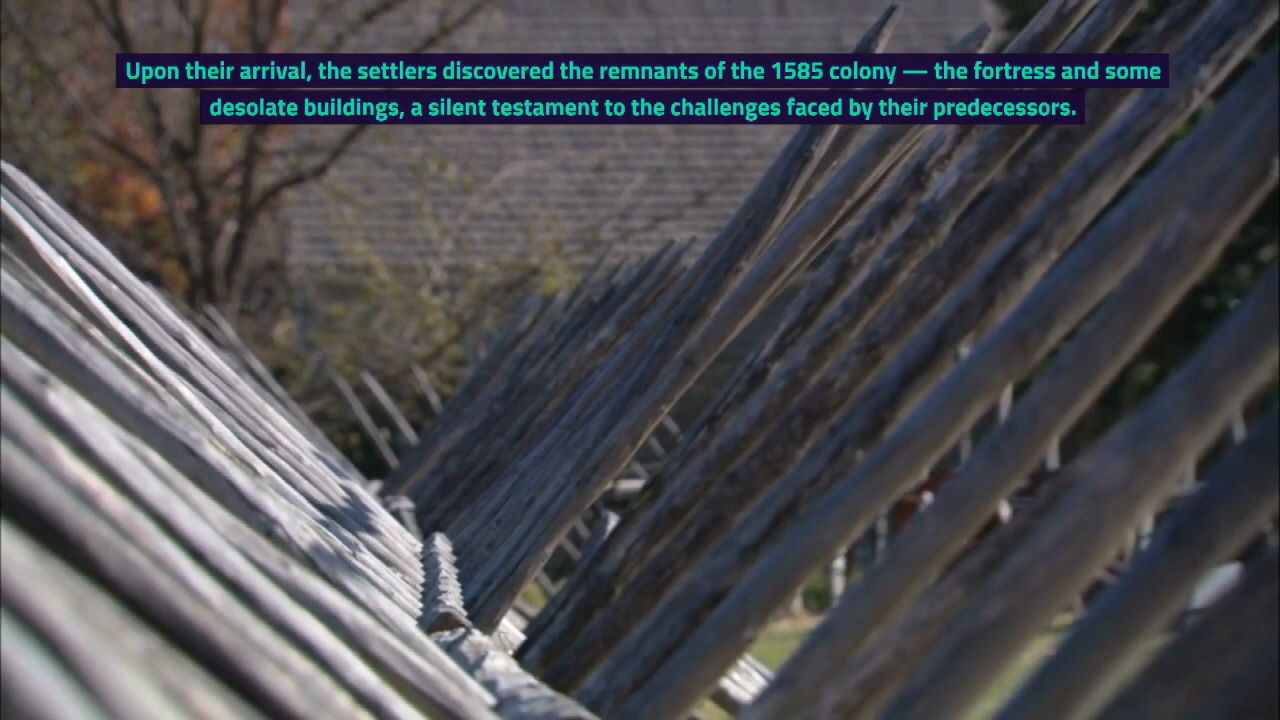 Upon their arrival, the settlers discovered the remnants of the 1585 colony — the fortress and some
desolate buildings, a silent testament to the challenges faced by their predecessors.